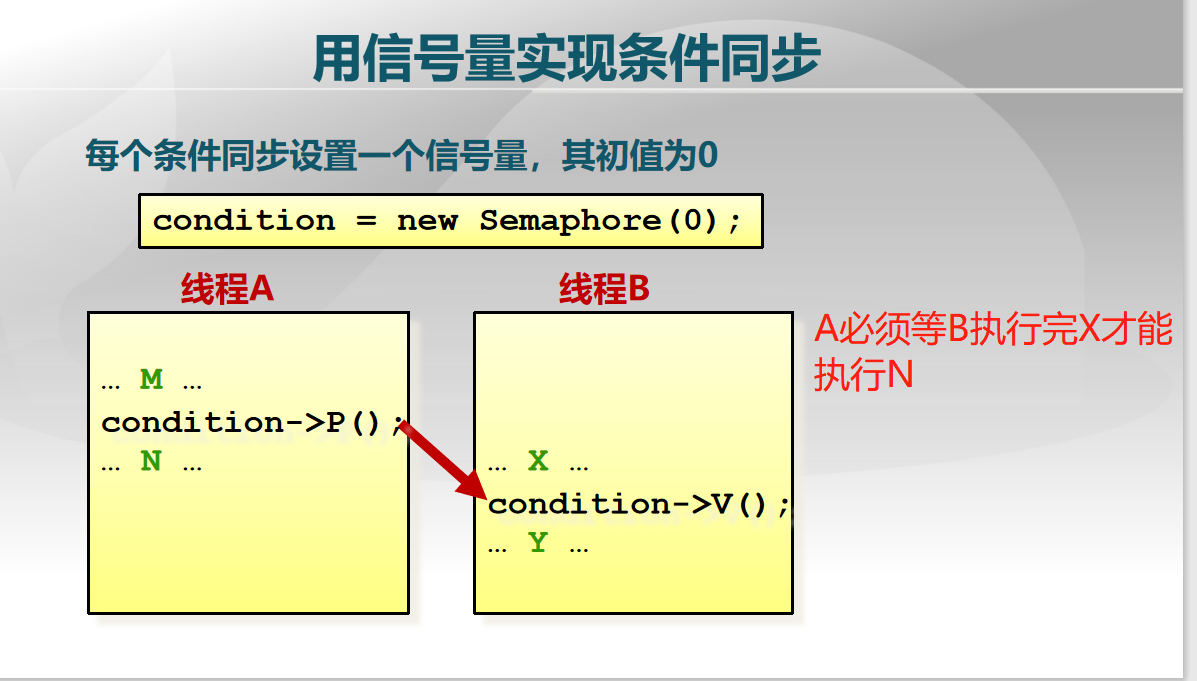 用信号量实现条件同步
每个条件同步设置一个信号量，其初值为0
condition = new Semaphore(0);
线程A
… M …
condition->P();
… N …
线程B
… X …
condition->V();
… Y …
A必须等B执行完X才能
执行N